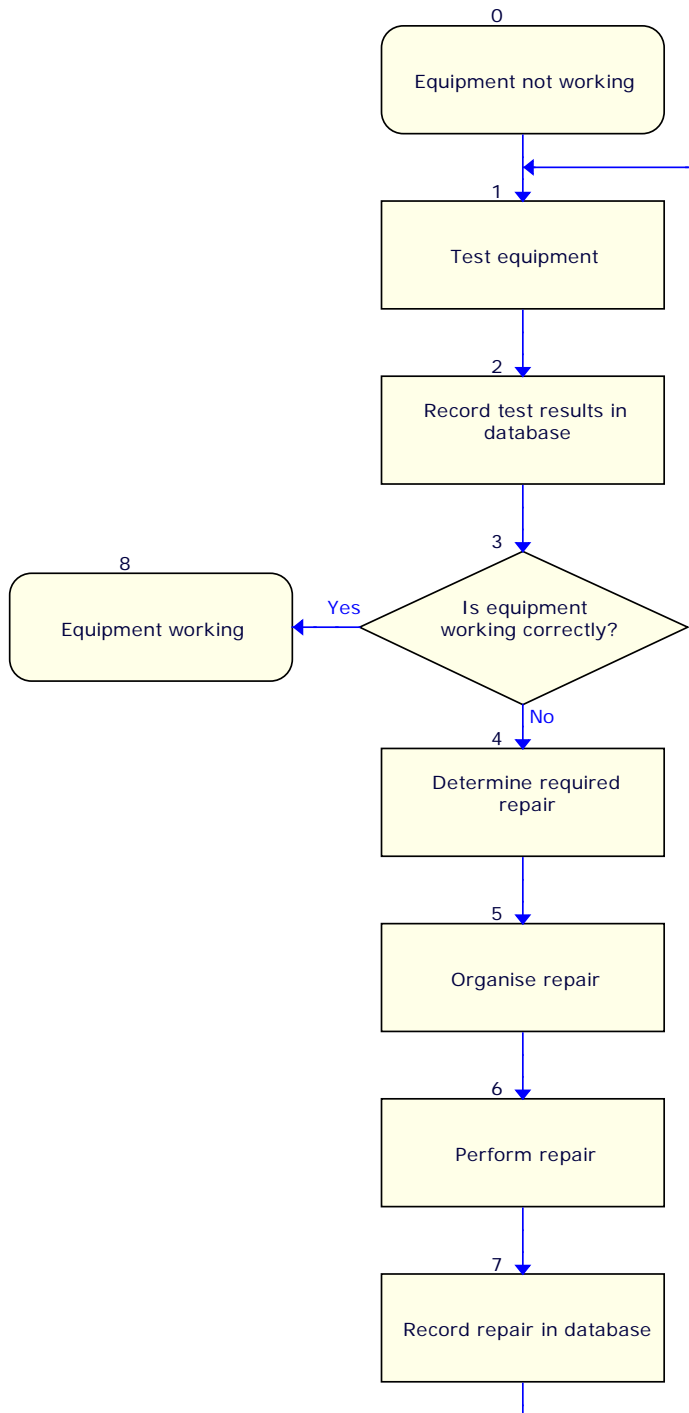 0
Equipment not working
1
Test equipment
2
Record test results in
database
3
Is equipment
working correctly?
Yes
8
Equipment working
No
4
Determine required
repair
5
Organise repair
6
Perform repair
7
Record repair in database